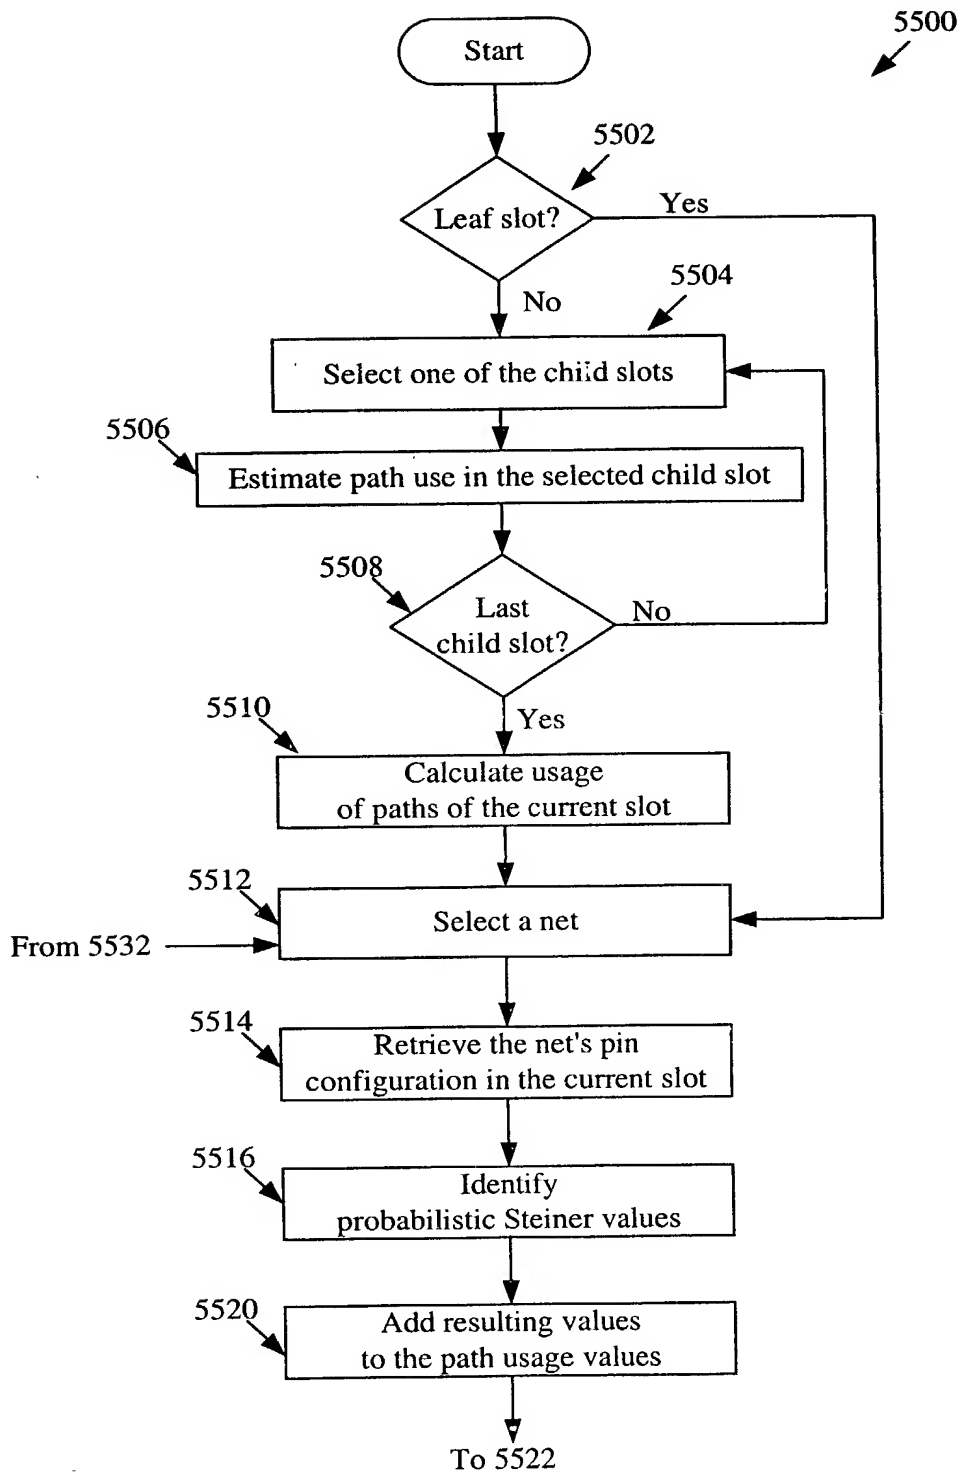 5500
Start
5502
Leaf slot?
Yes
No
5504
Select one of the child slots
5506
Estimate path use in the selected child slot
5508
Last
child slot?
No
5510
Yes
Calculate usage
of paths of the current slot
5512
Select a net
From 5532
5514
Retrieve the net's pin
configuration in the current slot
5516
Identify
probabilistic Steiner values
5520
Add resulting values
to the path usage values
To 5522